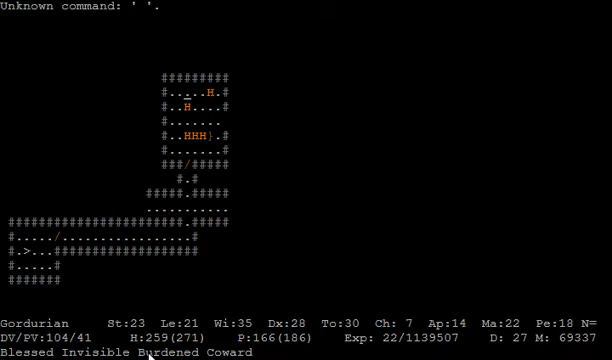 Unknown command: ' '.
#########
#.....H.#
#..H....#
#.......
#..HHH}.#
#.......#
###/#####
#.#
#####.#####
...........
########################.#####
#...../.................#
#.>...###################
#.....#
#######
Gordurian St:23 Le:21 Wi:35 Dx:28 To:30 Ch: 7 Ap:14 Ma:22 Pe:18 N=
DV/PV:104/41 H:259(271) P:166(186) Exp: 22/1139507 D: 27 M: 69337
Blessed Invisible Burdened Coward